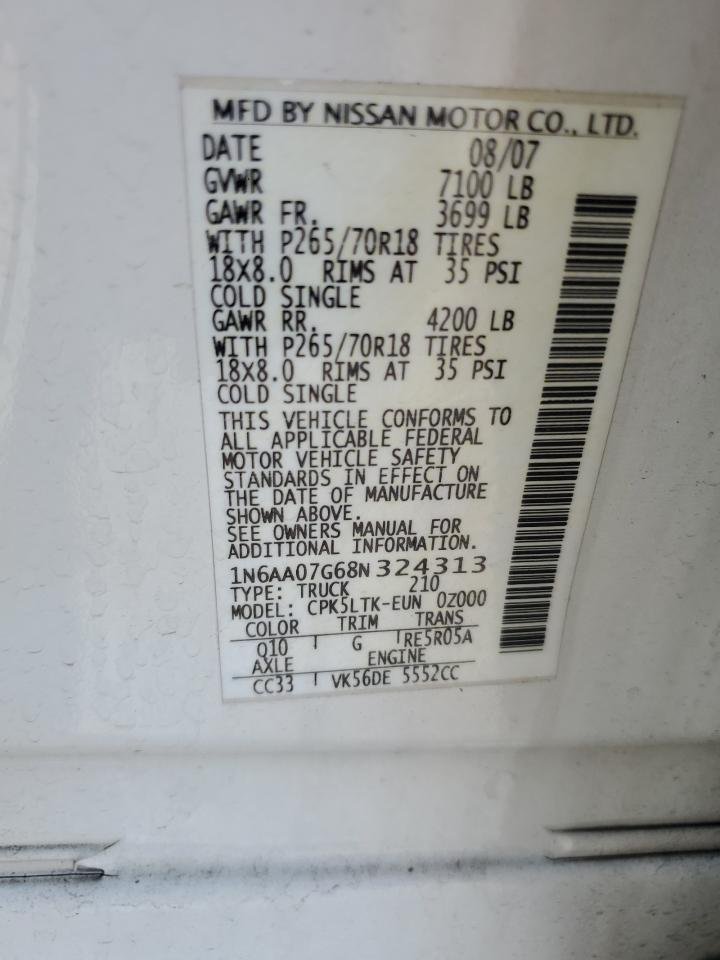 MFD BY NISSAN MOTOR CO., LTD.
DATE 08/07
GVWR 7100 LB
GAWR FR. 3699 LB
WITH P265/70R18 TIRES
18X8.0 RIMS AT 35 PSI
COLD SINGLE
GAWR RR. 4200 LB
WITH P265/70R18 TIRES
18X8.0 RIMS AT 35 PSI
COLD SINGLE
THIS VEHICLE CONFORMS TO
ALL APPLICABLE FEDERAL
MOTOR VEHICLE SAFETY
STANDARDS IN EFFECT ON
THE DATE OF MANUFACTURE
SHOWN ABOVE.
SEE OWNERS MANUAL FOR
ADDITIONAL INFORMATION.
1N6AA07G68N 324313
TYPE: TRUCK 210
MODEL: CPK5LTK-EUN 0Z000
COLOR TRIM TRANS
Q10 G RE5R05A
AXLE ENGINE
CC33 VK56DE 5552CC